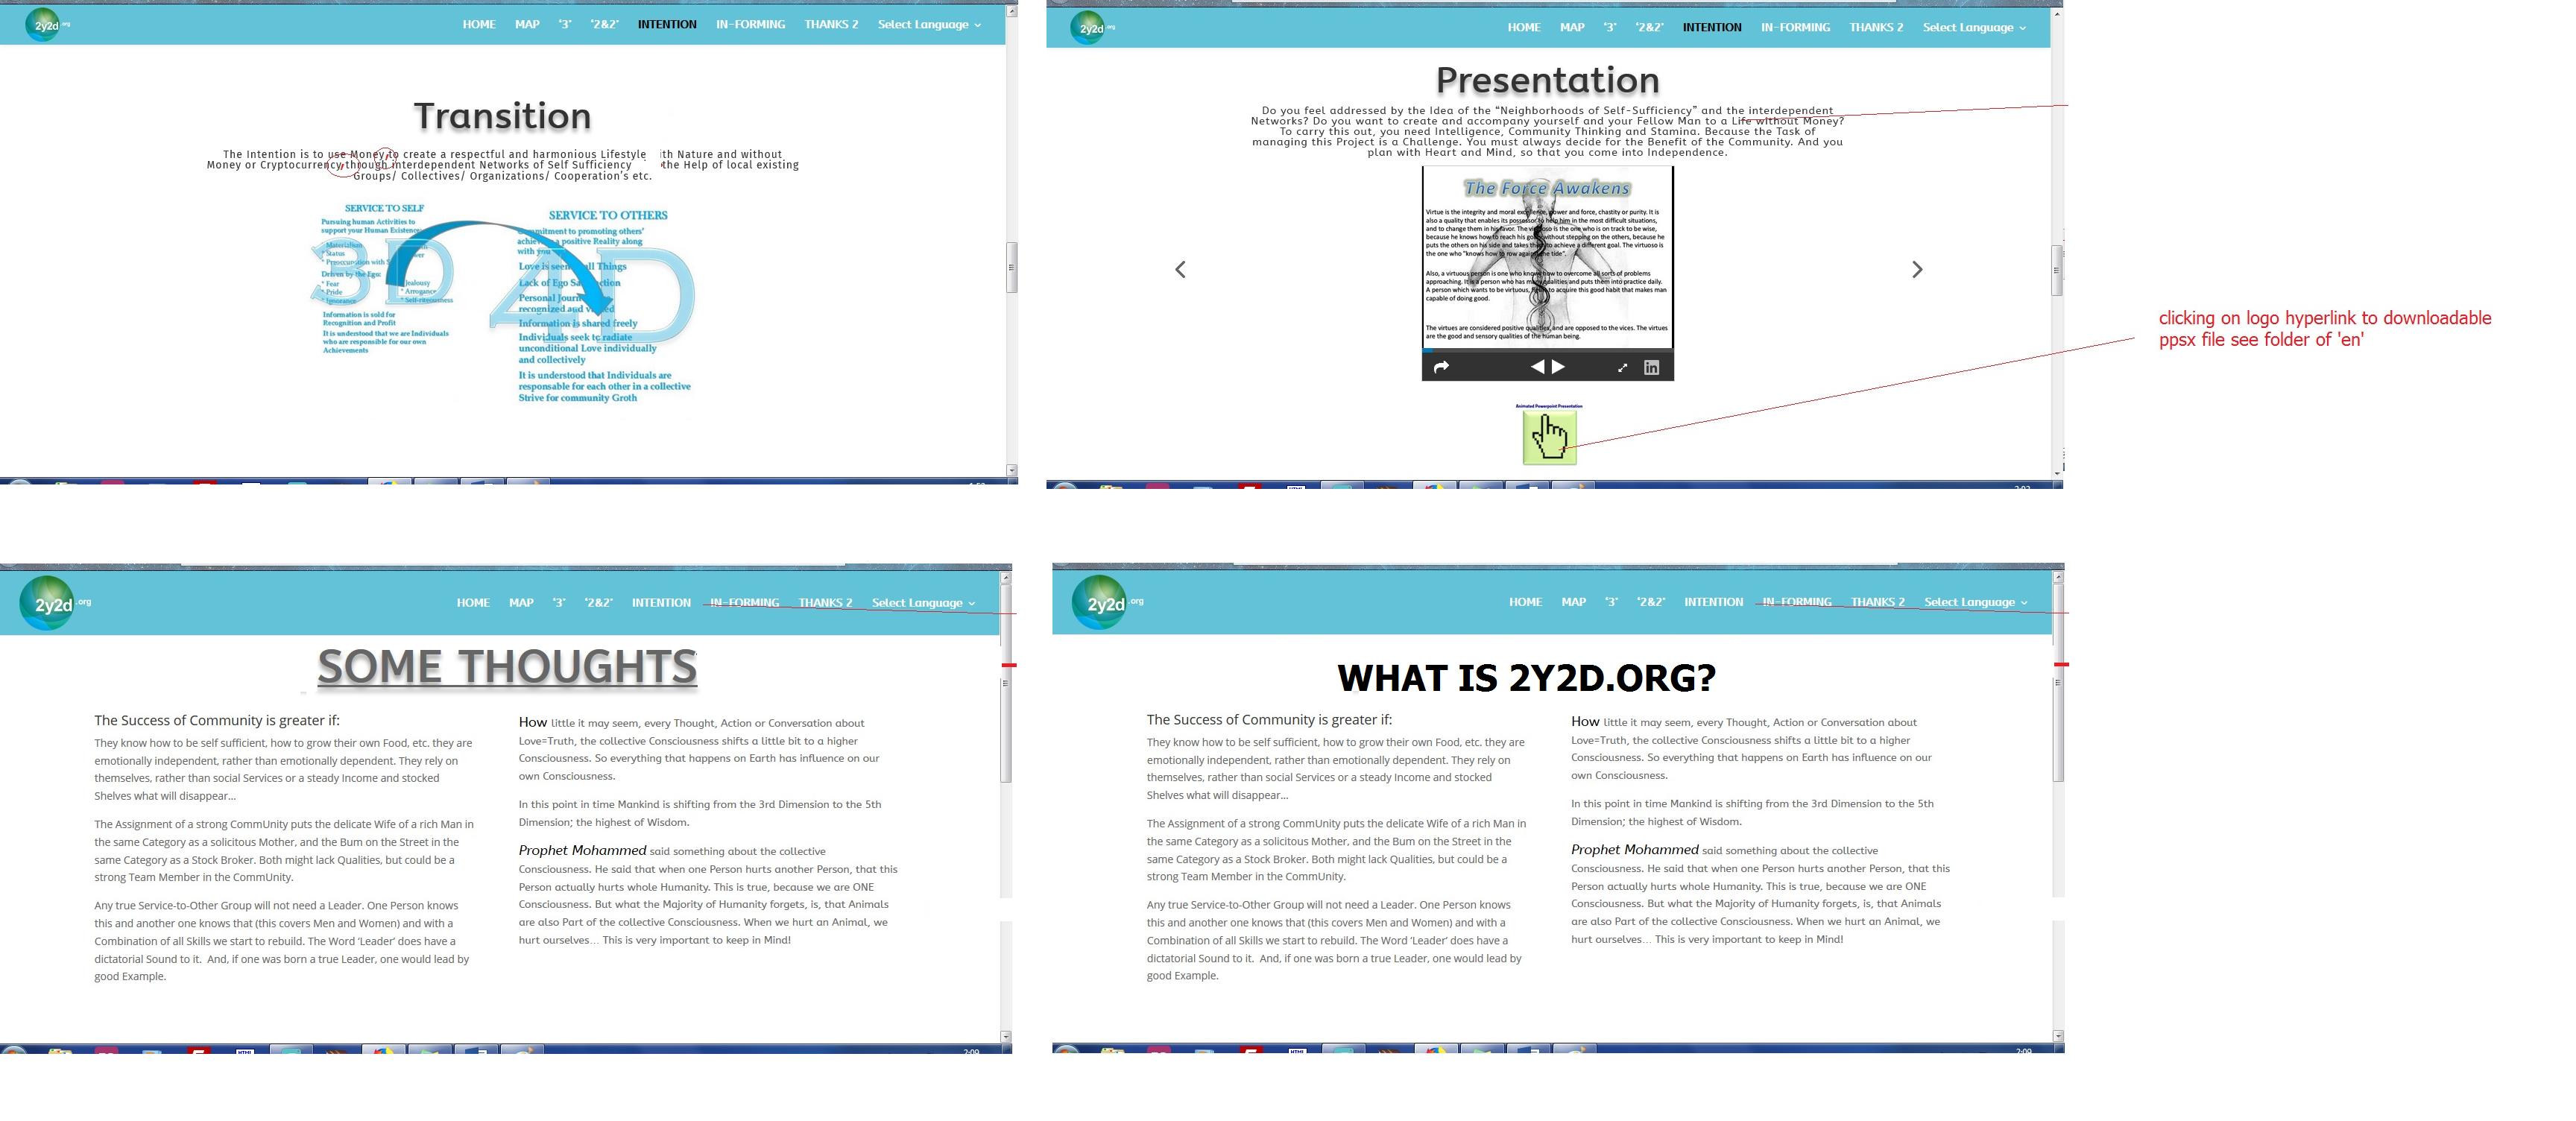 2y2d.org
HOME MAP '3' '2&2' INTENTION IN-FORMING THANKS 2 Select Language
Transition
The Intention is to use Money to create a respectful and harmonious Lifestyle th Nature and without
Money or Cryptocurrency, through interdependent Networks of Self Sufficiency the Help of local existing
Groups/ Collectives/ Organizations/ Cooperation's etc.
SERVICE TO SELF
Pursuing human Activities to
support your Human Existence
3D
* Materialism
* Status
* Preoccupation with
Driven by the Ego:
* Fear
* Pride
* Ignorance
* Jealousy
* Arrogance
* Self-riteousness
Information is sold for
Recognition and Profit
It is understood that we are Individuals
who are responsible for our own
Achievements
SERVICE TO OTHERS
4D
mitment to promoting others'
achie a positive Reality along
with you
Love is seen all Things
Lack of Ego Sa ction
Personal Journ
recognized and v ed
Information is shared freely
Individuals seek to radiate
unconditional Love individually
and collectively
It is understood that Individuals are
responsable for each other in a collective
Strive for community Groth
2y2d.org
HOME MAP '3' '2&2' INTENTION IN-FORMING THANKS 2 Select Language
Presentation
Do you feel addressed by the Idea of the “Neighborhoods of Self-Sufficiency” and the interdependent
Networks? Do you want to create and accompany yourself and your Fellow Man to a Life without Money?
To carry this out, you need Intelligence, Community Thinking and Stamina. Because the Task of
managing this Project is a Challenge. You must always decide for the Benefit of the Community. And you
plan with Heart and Mind, so that you come into Independence.
The Force Awakens
Virtue is the integrity and moral excellence, power and force, chastity or purity. It is
also a quality that enables its possessor to help him in the most difficult situations,
and to change them in his favor. The virtuoso is the one who is on track to be wise,
because he knows how to reach his goal without stepping on the others, because he
puts the others on his side and takes them to achieve a different goal. The virtuoso is
the one who "knows how to row against the tide".
Also, a virtuous person is one who knows how to overcome all sorts of problems
approaching. It is a person who has many qualities and puts them into practice daily.
A person which wants to be virtuous, needs to acquire this good habit that makes man
capable of doing good.
The virtues are considered positive qualities, and are opposed to the vices. The virtues
are the good and sensory qualities of the human being.
in
Animated Powerpoint Presentation
clicking on logo hyperlink to downloadable
ppsx file see folder of 'en'
2y2d.org
HOME MAP '3' '2&2' INTENTION IN-FORMING THANKS 2 Select Language
SOME THOUGHTS
The Success of Community is greater if:
They know how to be self sufficient, how to grow their own Food, etc. they are
emotionally independent, rather than emotionally dependent. They rely on
themselves, rather than social Services or a steady Income and stocked
Shelves what will disappear...
The Assignment of a strong CommUnity puts the delicate Wife of a rich Man in
the same Category as a solicitous Mother, and the Bum on the Street in the
same Category as a Stock Broker. Both might lack Qualities, but could be a
strong Team Member in the CommUnity.
Any true Service-to-Other Group will not need a Leader. One Person knows
this and another one knows that (this covers Men and Women) and with a
Combination of all Skills we start to rebuild. The Word ‘Leader’ does have a
dictatorial Sound to it. And, if one was born a true Leader, one would lead by
good Example.
How little it may seem, every Thought, Action or Conversation about
Love=Truth, the collective Consciousness shifts a little bit to a higher
Consciousness. So everything that happens on Earth has influence on our
own Consciousness.
In this point in time Mankind is shifting from the 3rd Dimension to the 5th
Dimension; the highest of Wisdom.
Prophet Mohammed said something about the collective
Consciousness. He said that when one Person hurts another Person, that this
Person actually hurts whole Humanity. This is true, because we are ONE
Consciousness. But what the Majority of Humanity forgets, is, that Animals
are also Part of the collective Consciousness. When we hurt an Animal, we
hurt ourselves... This is very important to keep in Mind!
2:09
2y2d.org
HOME MAP '3' '2&2' INTENTION IN-FORMING THANKS 2 Select Language
WHAT IS 2Y2D.ORG?
The Success of Community is greater if:
They know how to be self sufficient, how to grow their own Food, etc. they are
emotionally independent, rather than emotionally dependent. They rely on
themselves, rather than social Services or a steady Income and stocked
Shelves what will disappear...
The Assignment of a strong CommUnity puts the delicate Wife of a rich Man in
the same Category as a solicitous Mother, and the Bum on the Street in the
same Category as a Stock Broker. Both might lack Qualities, but could be a
strong Team Member in the CommUnity.
Any true Service-to-Other Group will not need a Leader. One Person knows
this and another one knows that (this covers Men and Women) and with a
Combination of all Skills we start to rebuild. The Word ‘Leader’ does have a
dictatorial Sound to it. And, if one was born a true Leader, one would lead by
good Example.
How little it may seem, every Thought, Action or Conversation about
Love=Truth, the collective Consciousness shifts a little bit to a higher
Consciousness. So everything that happens on Earth has influence on our
own Consciousness.
In this point in time Mankind is shifting from the 3rd Dimension to the 5th
Dimension; the highest of Wisdom.
Prophet Mohammed said something about the collective
Consciousness. He said that when one Person hurts another Person, that this
Person actually hurts whole Humanity. This is true, because we are ONE
Consciousness. But what the Majority of Humanity forgets, is, that Animals
are also Part of the collective Consciousness. When we hurt an Animal, we
hurt ourselves... This is very important to keep in Mind!
2:09